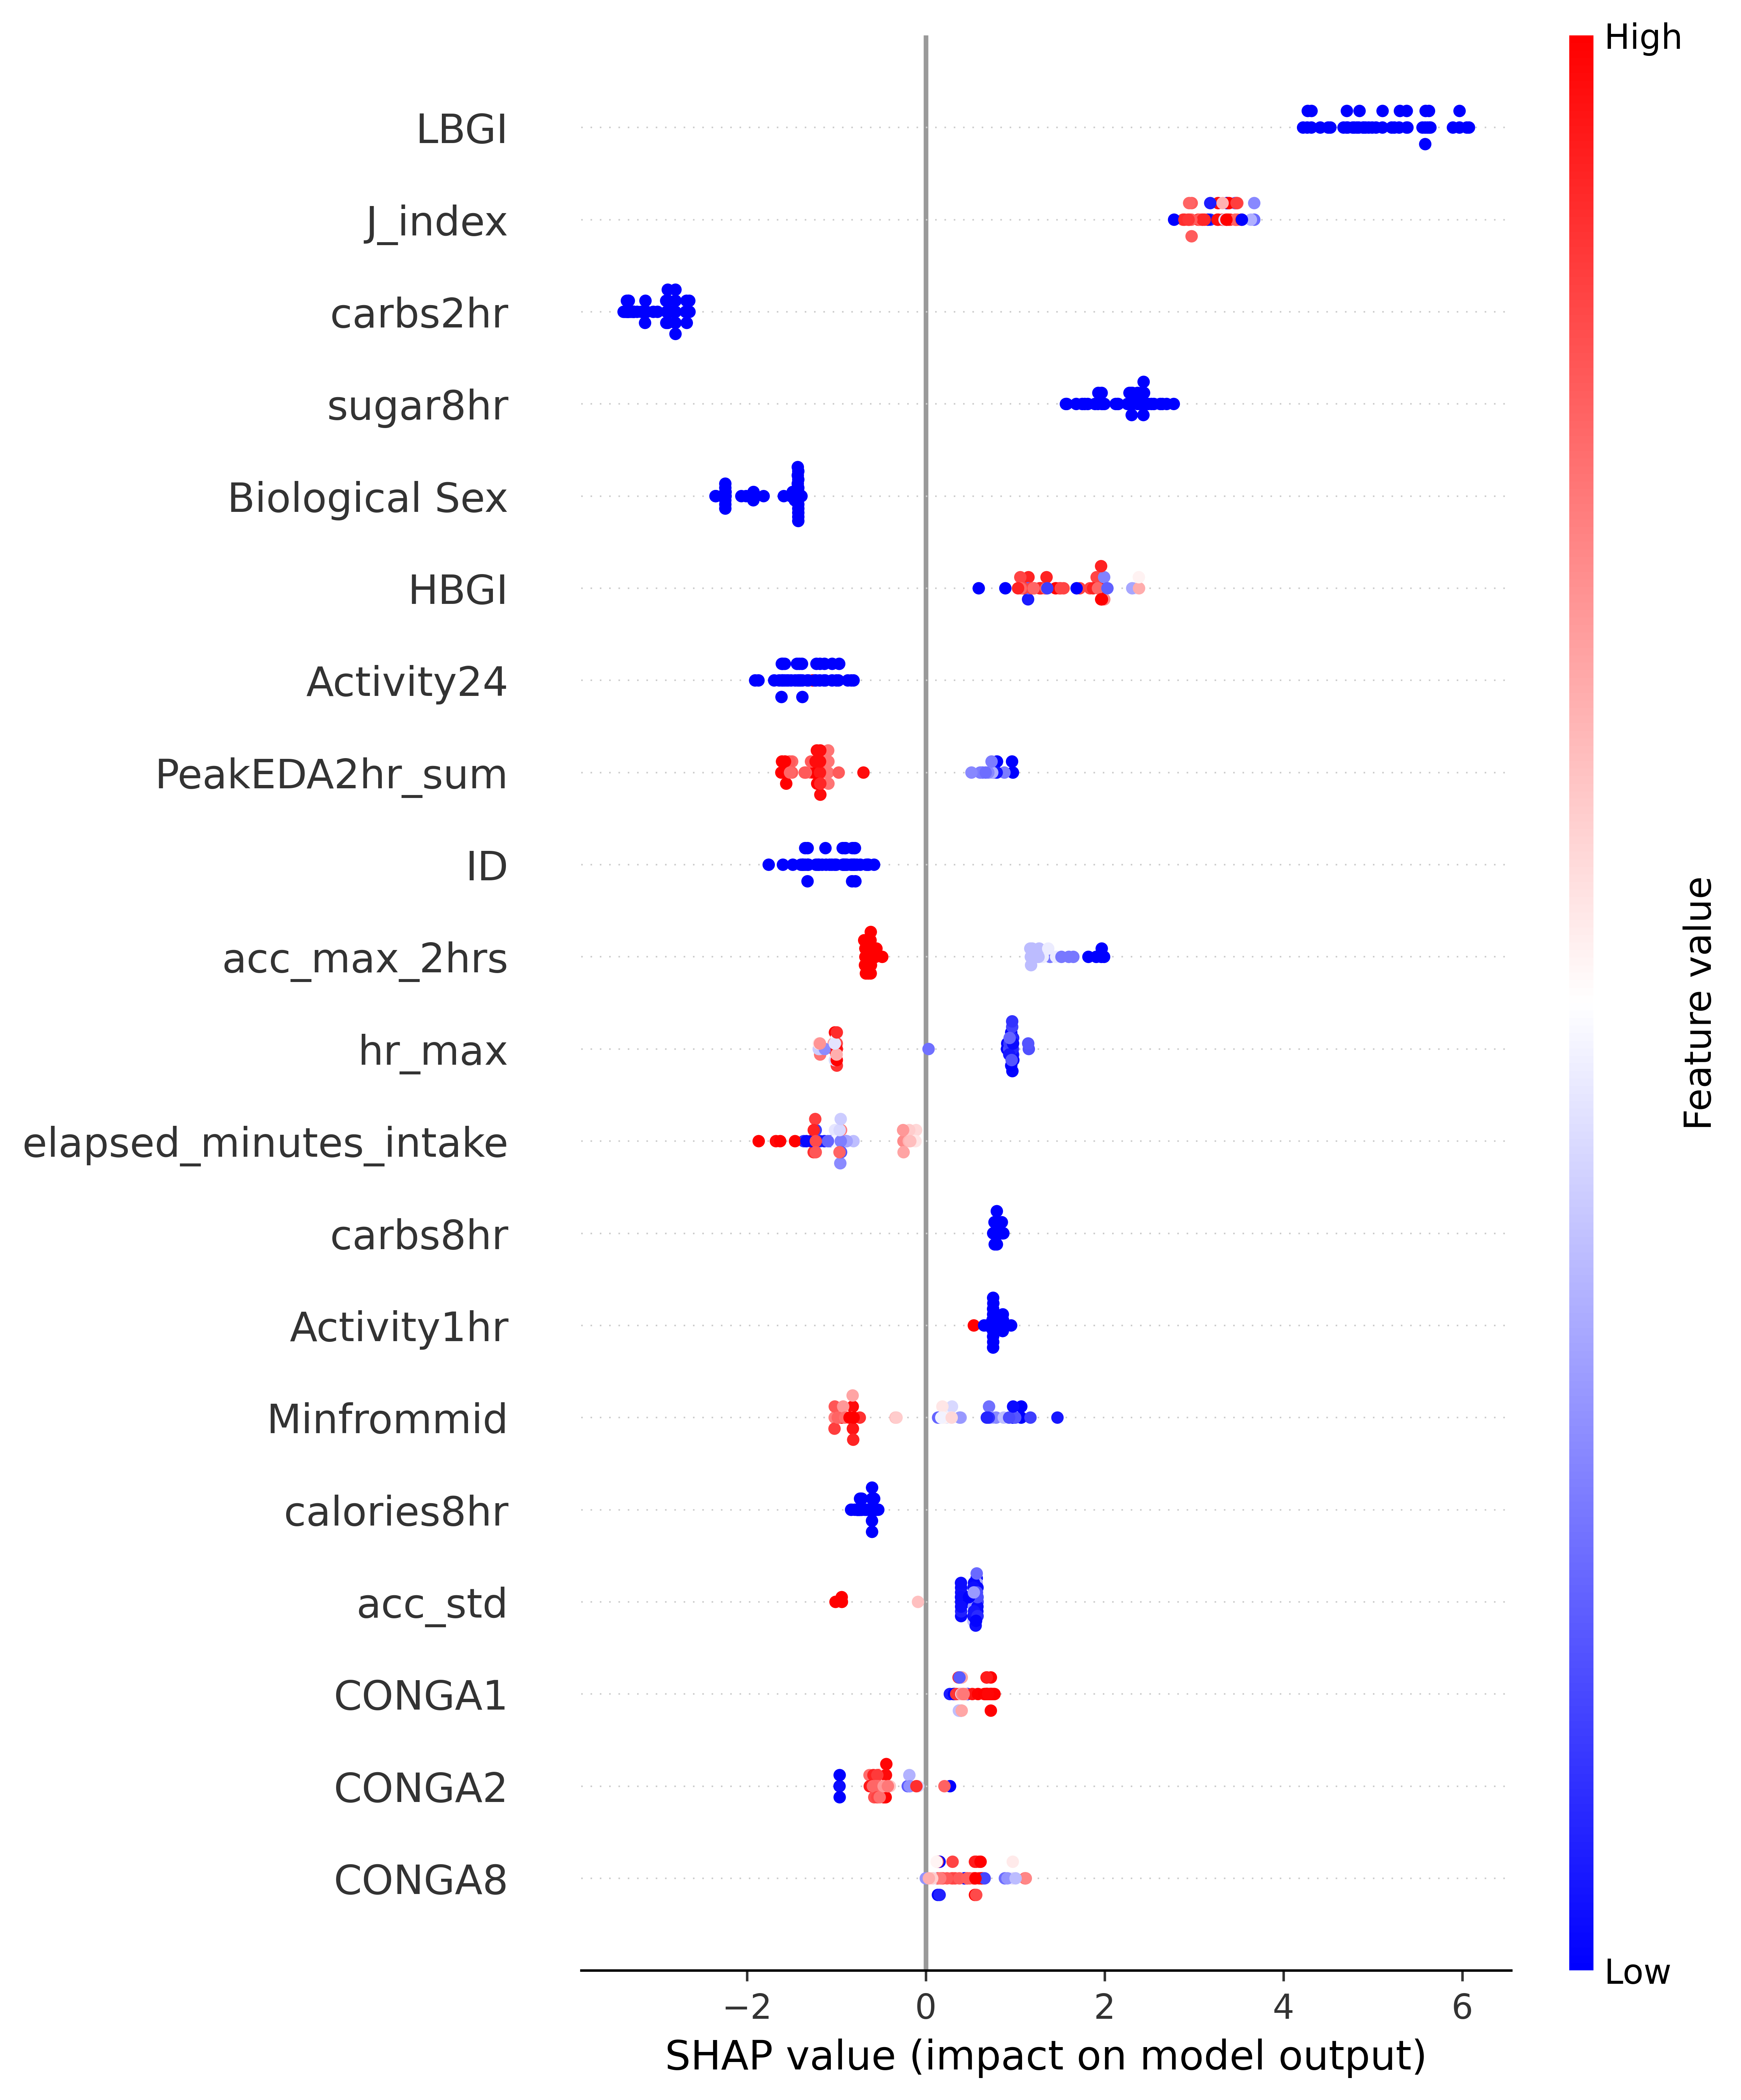 High
LBGI
J_index
carbs2hr
sugar8hr
Biological Sex
HBGI
Activity24
PeakEDA2hr_sum
ID
acc_max_2hrs
hr_max
elapsed_minutes_intake
carbs8hr
Activity1hr
Minfrommid
calories8hr
acc_std
CONGA1
CONGA2
CONGA8
Feature value
Low
−2 0 2 4 6
SHAP value (impact on model output)